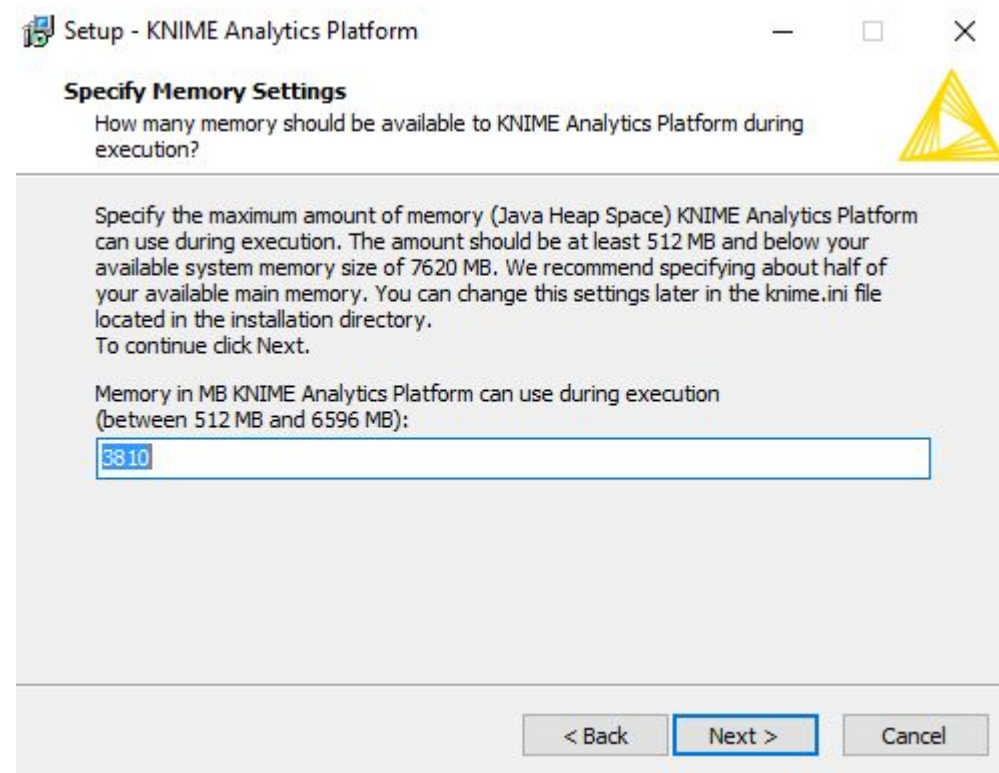 Setup - KNIME Analytics Platform
Specify Memory Settings
How many memory should be available to KNIME Analytics Platform during
execution?
Specify the maximum amount of memory (Java Heap Space) KNIME Analytics Platform
can use during execution. The amount should be at least 512 MB and below your
available system memory size of 7620 MB. We recommend specifying about half of
your available main memory. You can change this settings later in the knime.ini file
located in the installation directory.
To continue click Next.
Memory in MB KNIME Analytics Platform can use during execution
(between 512 MB and 6596 MB):
3810
< Back Next > Cancel